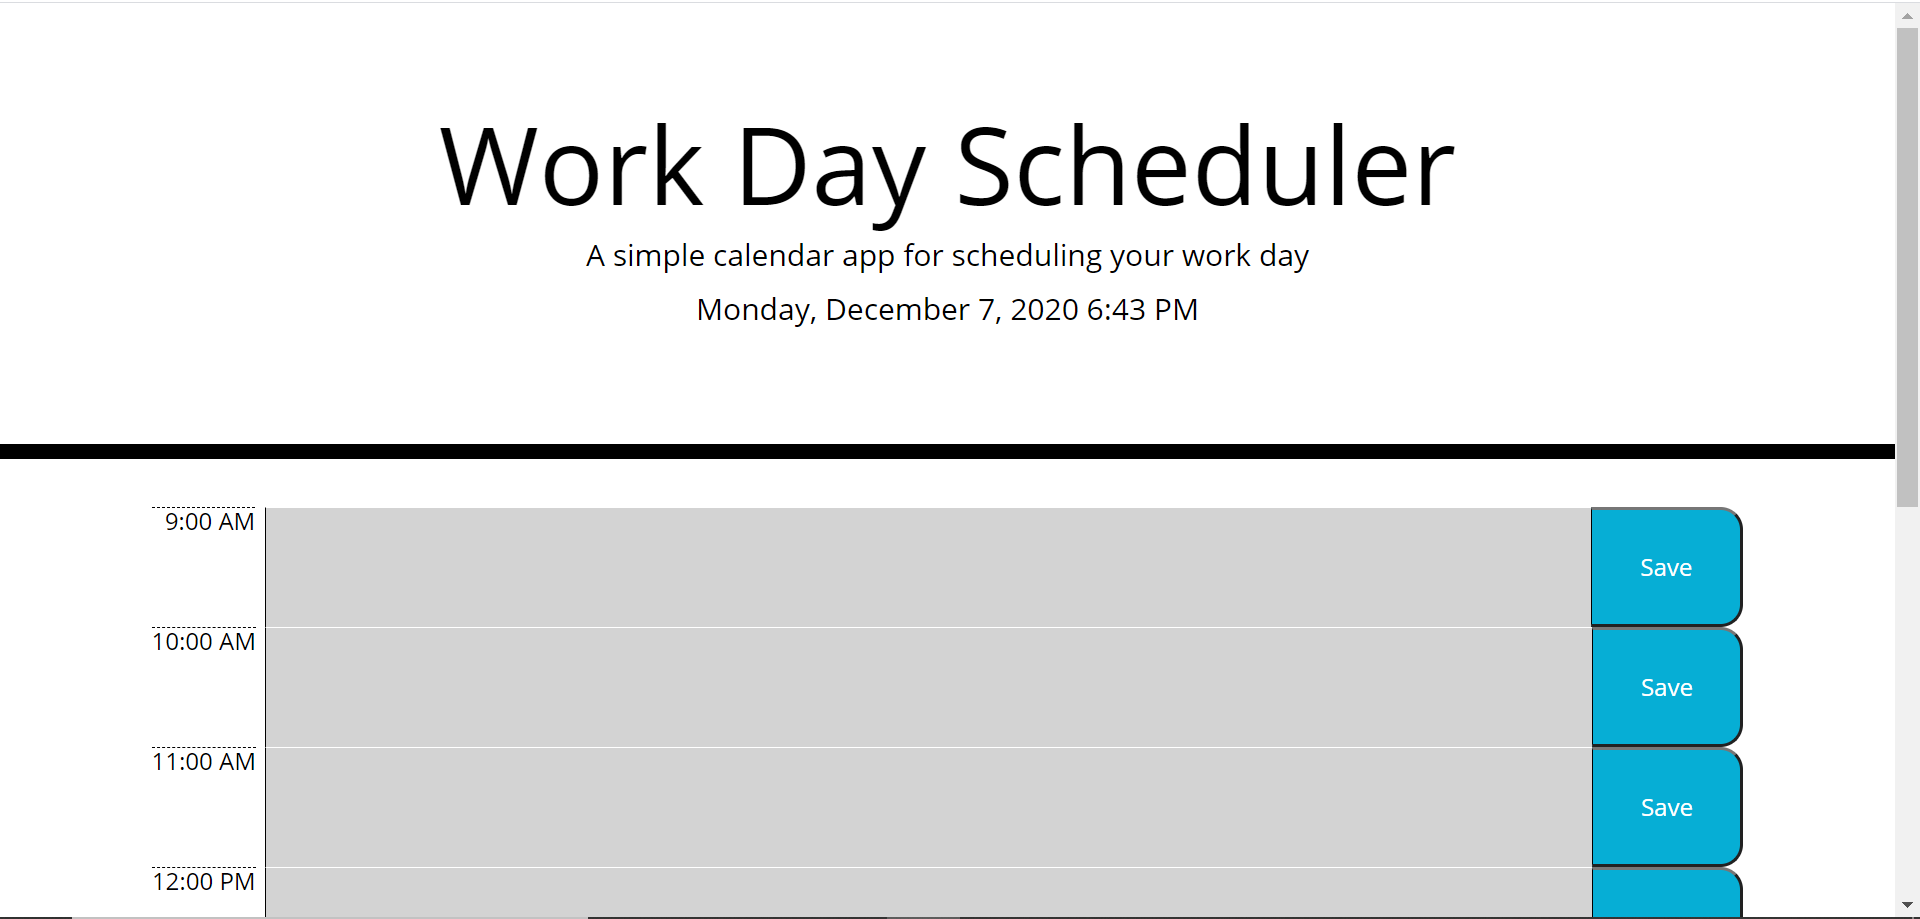 Work Day Scheduler
A simple calendar app for scheduling your work day
Monday, December 7, 2020 6:43 PM
9:00 AM
Save
10:00 AM
Save
11:00 AM
Save
12:00 PM